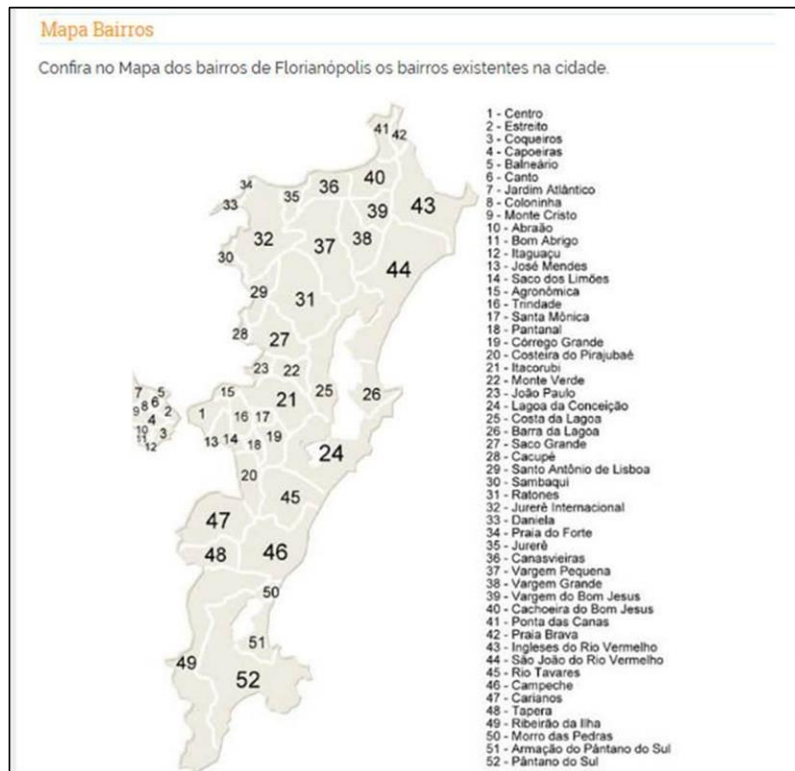 Mapa Bairros
Confira no Mapa dos bairros de Florianópolis os bairros existentes na cidade.
41 42
40
36
34
35
33
43
39
32
37
38
30
44
29
31
28
27
23
22
25
26
7 5
6
9 8 2
4
10 3
11
12
15
1
21
16 17
13 14
18 19
24
20
45
47
46
48
50
51
49
52
1 - Centro
2 - Estreito
3 - Coqueiros
4 - Capoeiras
5 - Balneário
6 - Canto
7 - Jardim Atlântico
8 - Coloninha
9 - Monte Cristo
10 - Abraão
11 - Bom Abrigo
12 - Itaguaçu
13 - José Mendes
14 - Saco dos Limões
15 - Agronômica
16 - Trindade
17 - Santa Mônica
18 - Pantanal
19 - Córrego Grande
20 - Costeira do Pirajubaé
21 - Itacorubi
22 - Monte Verde
23 - João Paulo
24 - Lagoa da Conceição
25 - Costa da Lagoa
26 - Barra da Lagoa
27 - Saco Grande
28 - Cacupé
29 - Santo Antônio de Lisboa
30 - Sambaqui
31 - Ratones
32 - Jurerê Internacional
33 - Daniela
34 - Praia do Forte
35 - Jurerê
36 - Canasvieiras
37 - Vargem Pequena
38 - Vargem Grande
39 - Vargem do Bom Jesus
40 - Cachoeira do Bom Jesus
41 - Ponta das Canas
42 - Praia Brava
43 - Ingleses do Rio Vermelho
44 - São João do Rio Vermelho
45 - Rio Tavares
46 - Campeche
47 - Carianos
48 - Tapera
49 - Ribeirão da Ilha
50 - Morro das Pedras
51 - Armação do Pântano do Sul
52 - Pântano do Sul